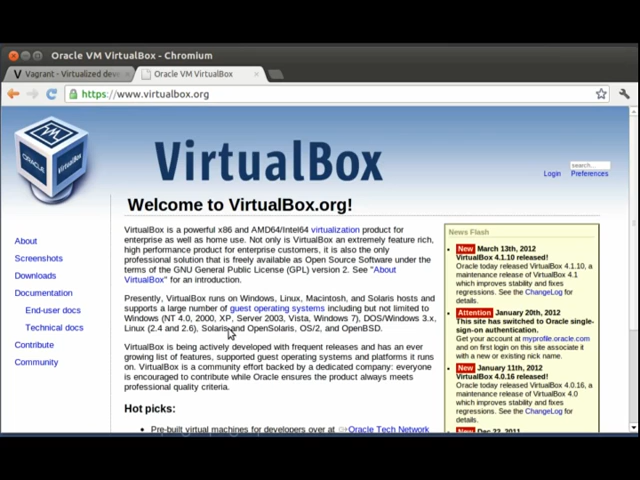 Oracle VM VirtualBox - Chromium
Vagrant - Virtualized deve
Oracle VM VirtualBox
https://www.virtualbox.org
VM
ORACLE
VirtualBox
VirtualBox
search...
Login Preferences
Welcome to VirtualBox.org!
About
Screenshots
Downloads
Documentation
End-user docs
Technical docs
Contribute
Community
VirtualBox is a powerful x86 and AMD64/Intel64 virtualization product for
enterprise as well as home use. Not only is VirtualBox an extremely feature rich,
high performance product for enterprise customers, it is also the only
professional solution that is freely available as Open Source Software under the
terms of the GNU General Public License (GPL) version 2. See "About
VirtualBox" for an introduction.
Presently, VirtualBox runs on Windows, Linux, Macintosh, and Solaris hosts and
supports a large number of guest operating systems including but not limited to
Windows (NT 4.0, 2000, XP, Server 2003, Vista, Windows 7), DOS/Windows 3.x,
Linux (2.4 and 2.6), Solaris and OpenSolaris, OS/2, and OpenBSD.
VirtualBox is being actively developed with frequent releases and has an ever
growing list of features, supported guest operating systems and platforms it runs
on. VirtualBox is a community effort backed by a dedicated company: everyone
is encouraged to contribute while Oracle ensures the product always meets
professional quality criteria.
Hot picks:
• Pre-built virtual machines for developers over at Oracle Tech Network
News Flash
• New March 13th, 2012
VirtualBox 4.1.10 released!
Oracle today released VirtualBox 4.1.10, a
maintenance release of VirtualBox 4.1
which improves stability and fixes
regressions. See the ChangeLog for
details.
• Attention January 20th, 2012
This site has switched to Oracle single-
sign-on authentication.
Get your account at myprofile.oracle.com
and on first login on this site associate it
with a new or existing nick name.
• New January 11th, 2012
VirtualBox 4.0.16 released!
Oracle today released VirtualBox 4.0.16, a
maintenance release of VirtualBox 4.0
which improves stability and fixes
regressions. See the ChangeLog for
details.
• New Dec 22, 2011